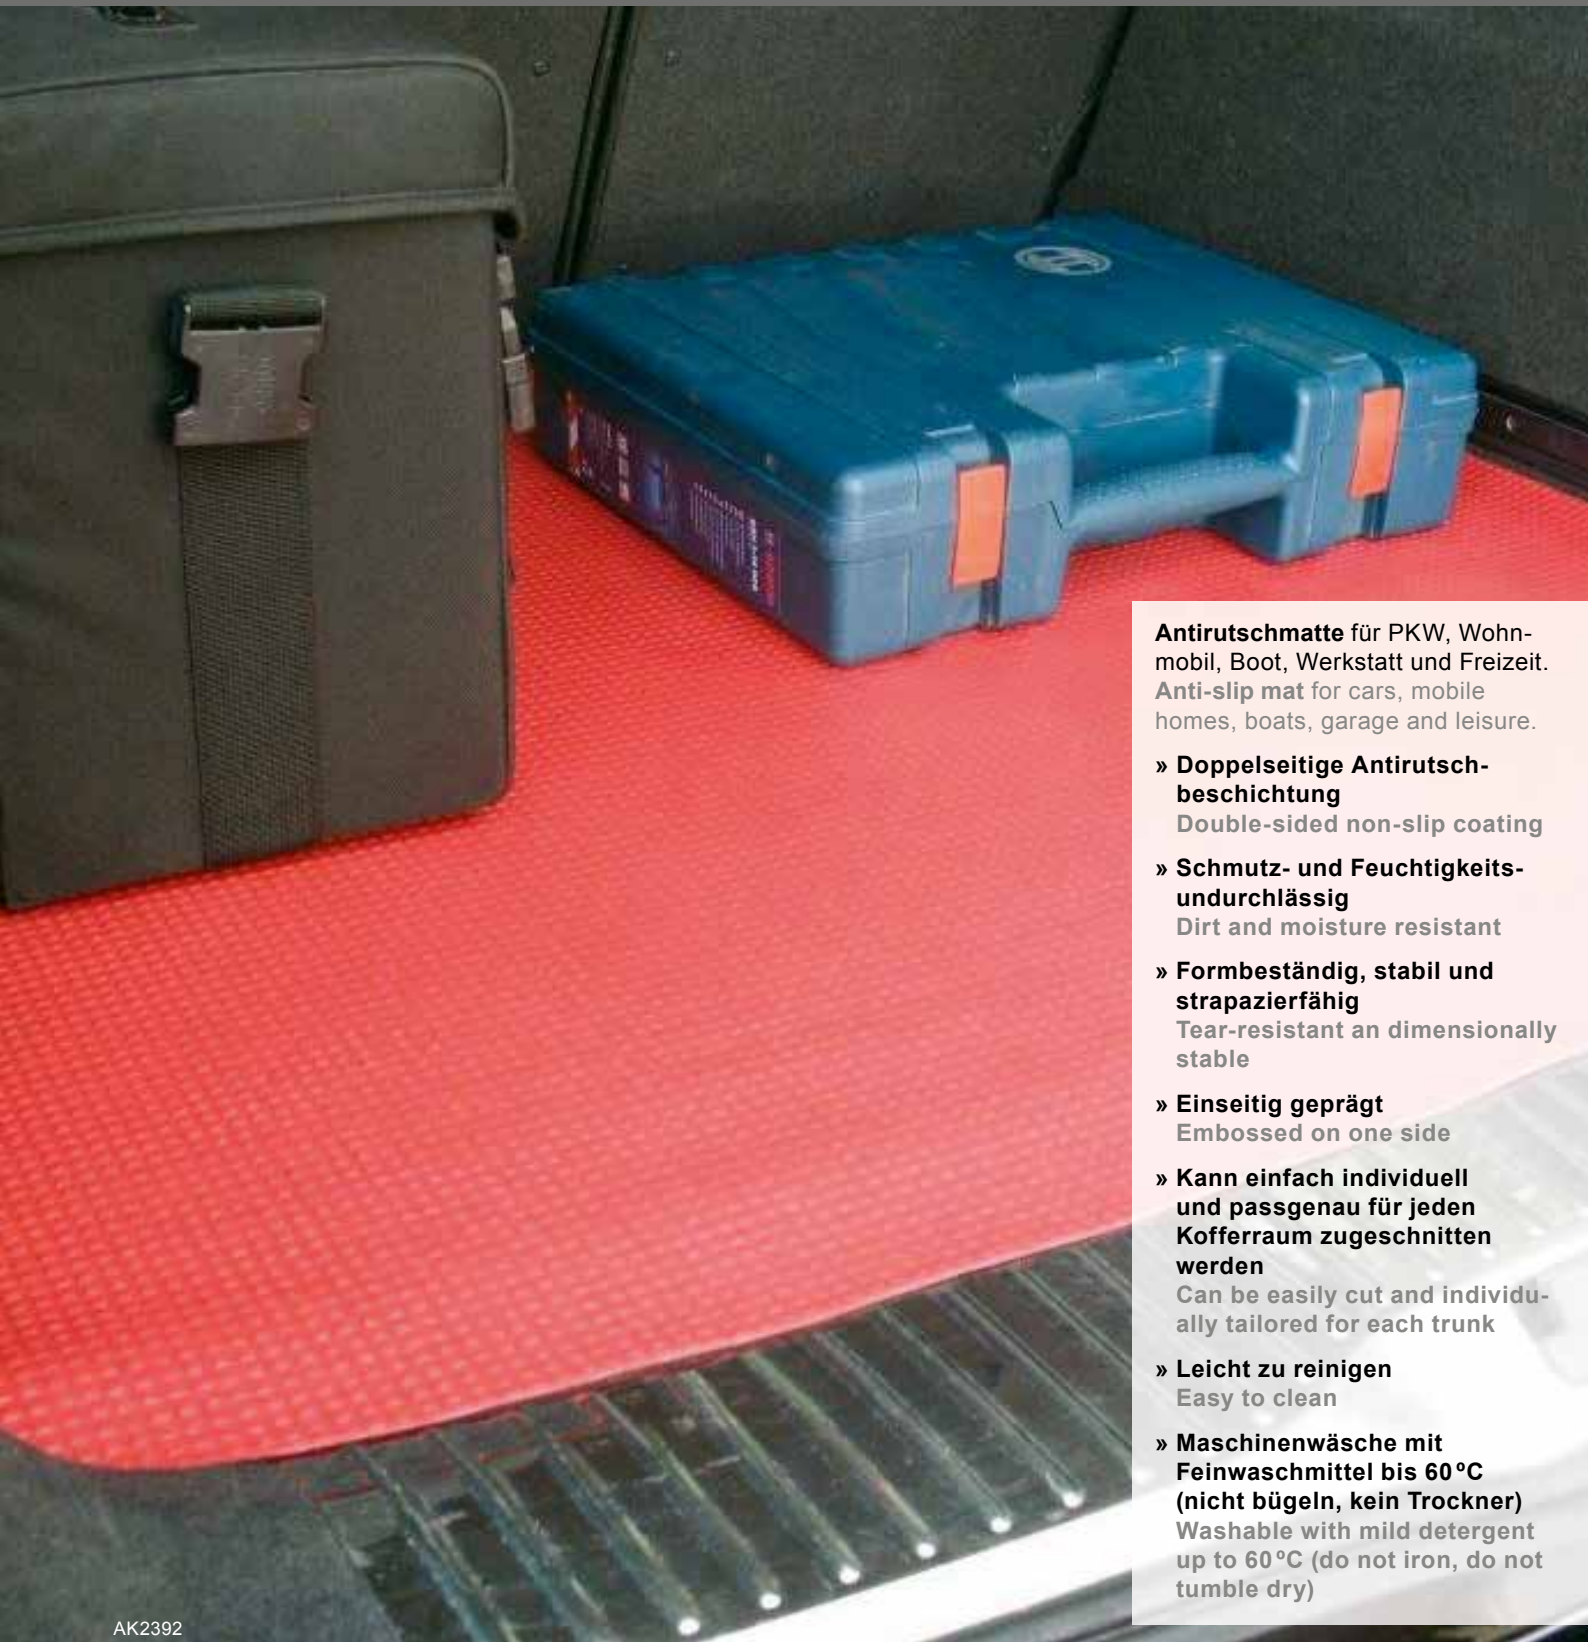 Antirutschmatte für PKW, Wohn-
mobil, Boot, Werkstatt und Freizeit.
Anti-slip mat for cars, mobile
homes, boats, garage and leisure.
» Doppelseitige Antirutsch-
beschichtung
Double-sided non-slip coating
» Schmutz- und Feuchtigkeits-
undurchlässig
Dirt and moisture resistant
» Formbeständig, stabil und
strapazierfähig
Tear-resistant an dimensionally
stable
» Einseitig geprägt
Embossed on one side
» Kann einfach individuell
und passgenau für jeden
Kofferraum zugeschnitten
werden
Can be easily cut and individu-
ally tailored for each trunk
» Leicht zu reinigen
Easy to clean
» Maschinenwäsche mit
Feinwaschmittel bis 60 ºC
(nicht bügeln, kein Trockner)
Washable with mild detergent
up to 60 ºC (do not iron, do not
tumble dry)
AK2392